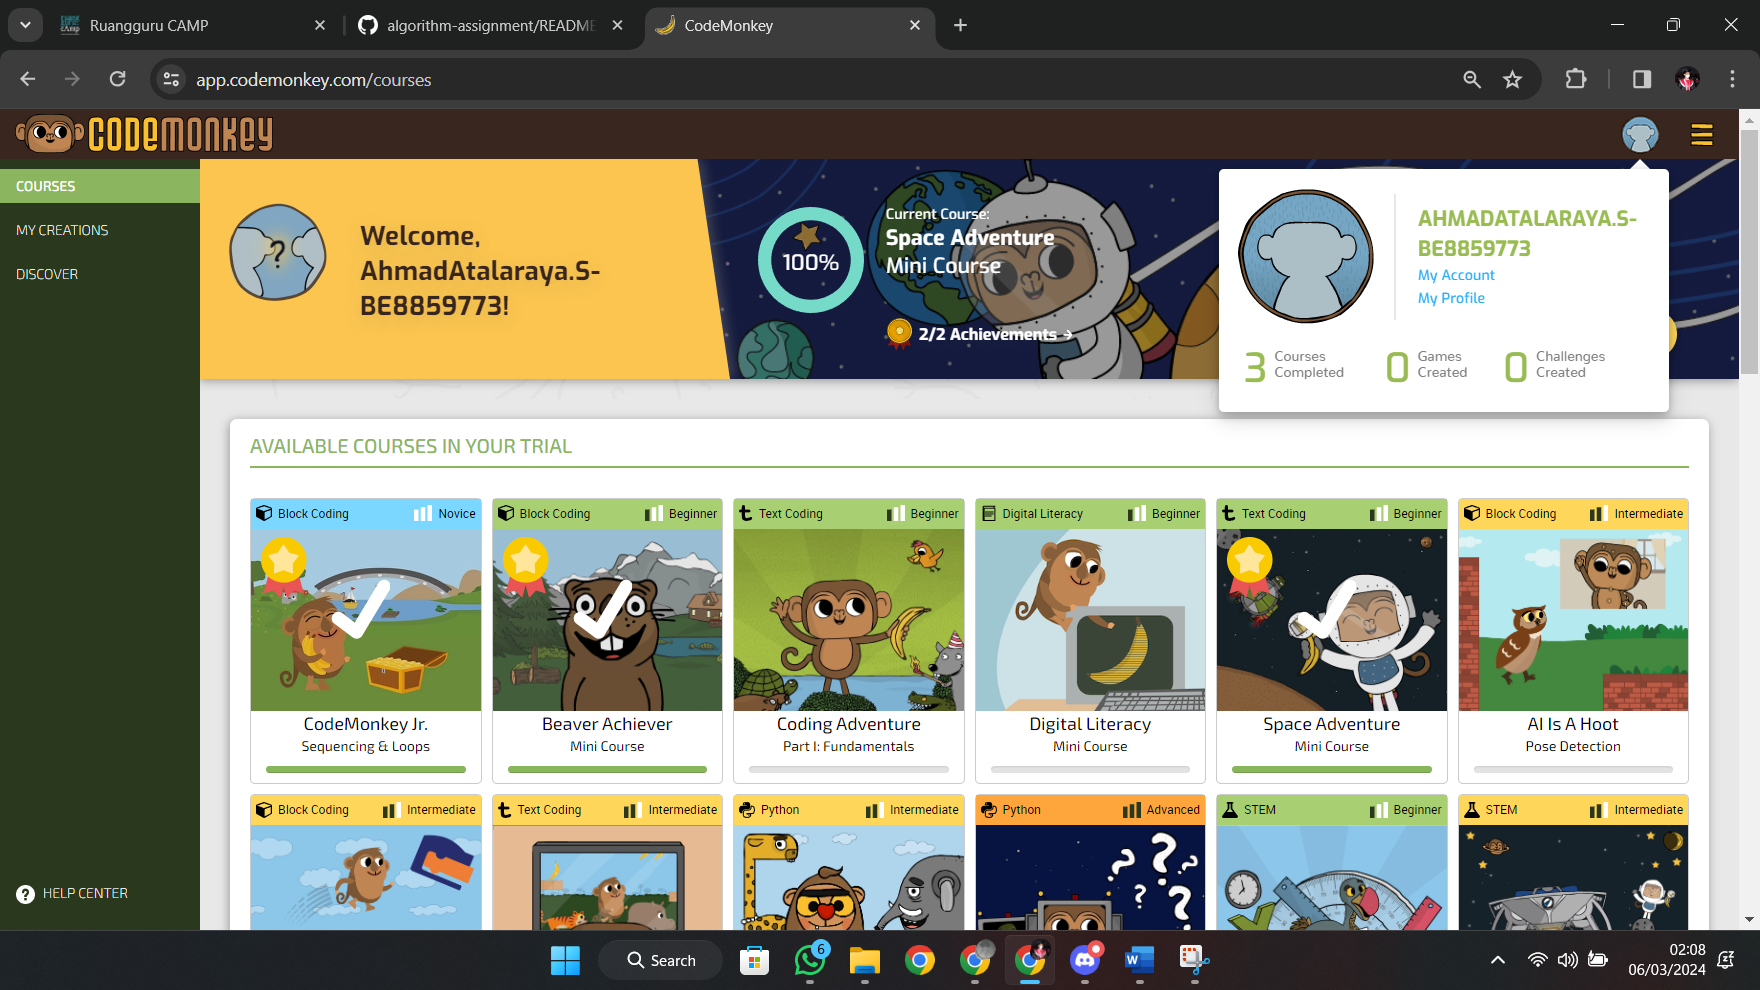 Ruangguru CAMP
algorithm-assignment/README
CodeMonkey
app.codemonkey.com/courses
CODEMONKEY
COURSES
MY CREATIONS
DISCOVER
HELP CENTER
Welcome,
AhmadAtalaraya.S-
BE8859773!
100%
Current Course:
Space Adventure
Mini Course
2/2 Achievements
AHMADATALARAYA.S-
BE8859773
My Account
My Profile
3 Courses Completed
0 Games Created
0 Challenges Created
AVAILABLE COURSES IN YOUR TRIAL
Block Coding Novice
CodeMonkey Jr.
Sequencing & Loops
Block Coding Beginner
Beaver Achiever
Mini Course
Text Coding Beginner
Coding Adventure
Part I: Fundamentals
Digital Literacy Beginner
Digital Literacy
Mini Course
Text Coding Beginner
Space Adventure
Mini Course
Block Coding Intermediate
AI Is A Hoot
Pose Detection
Block Coding Intermediate
Text Coding Intermediate
Python Intermediate
Python Advanced
STEM Beginner
STEM Intermediate
Search
6
02:08
06/03/2024